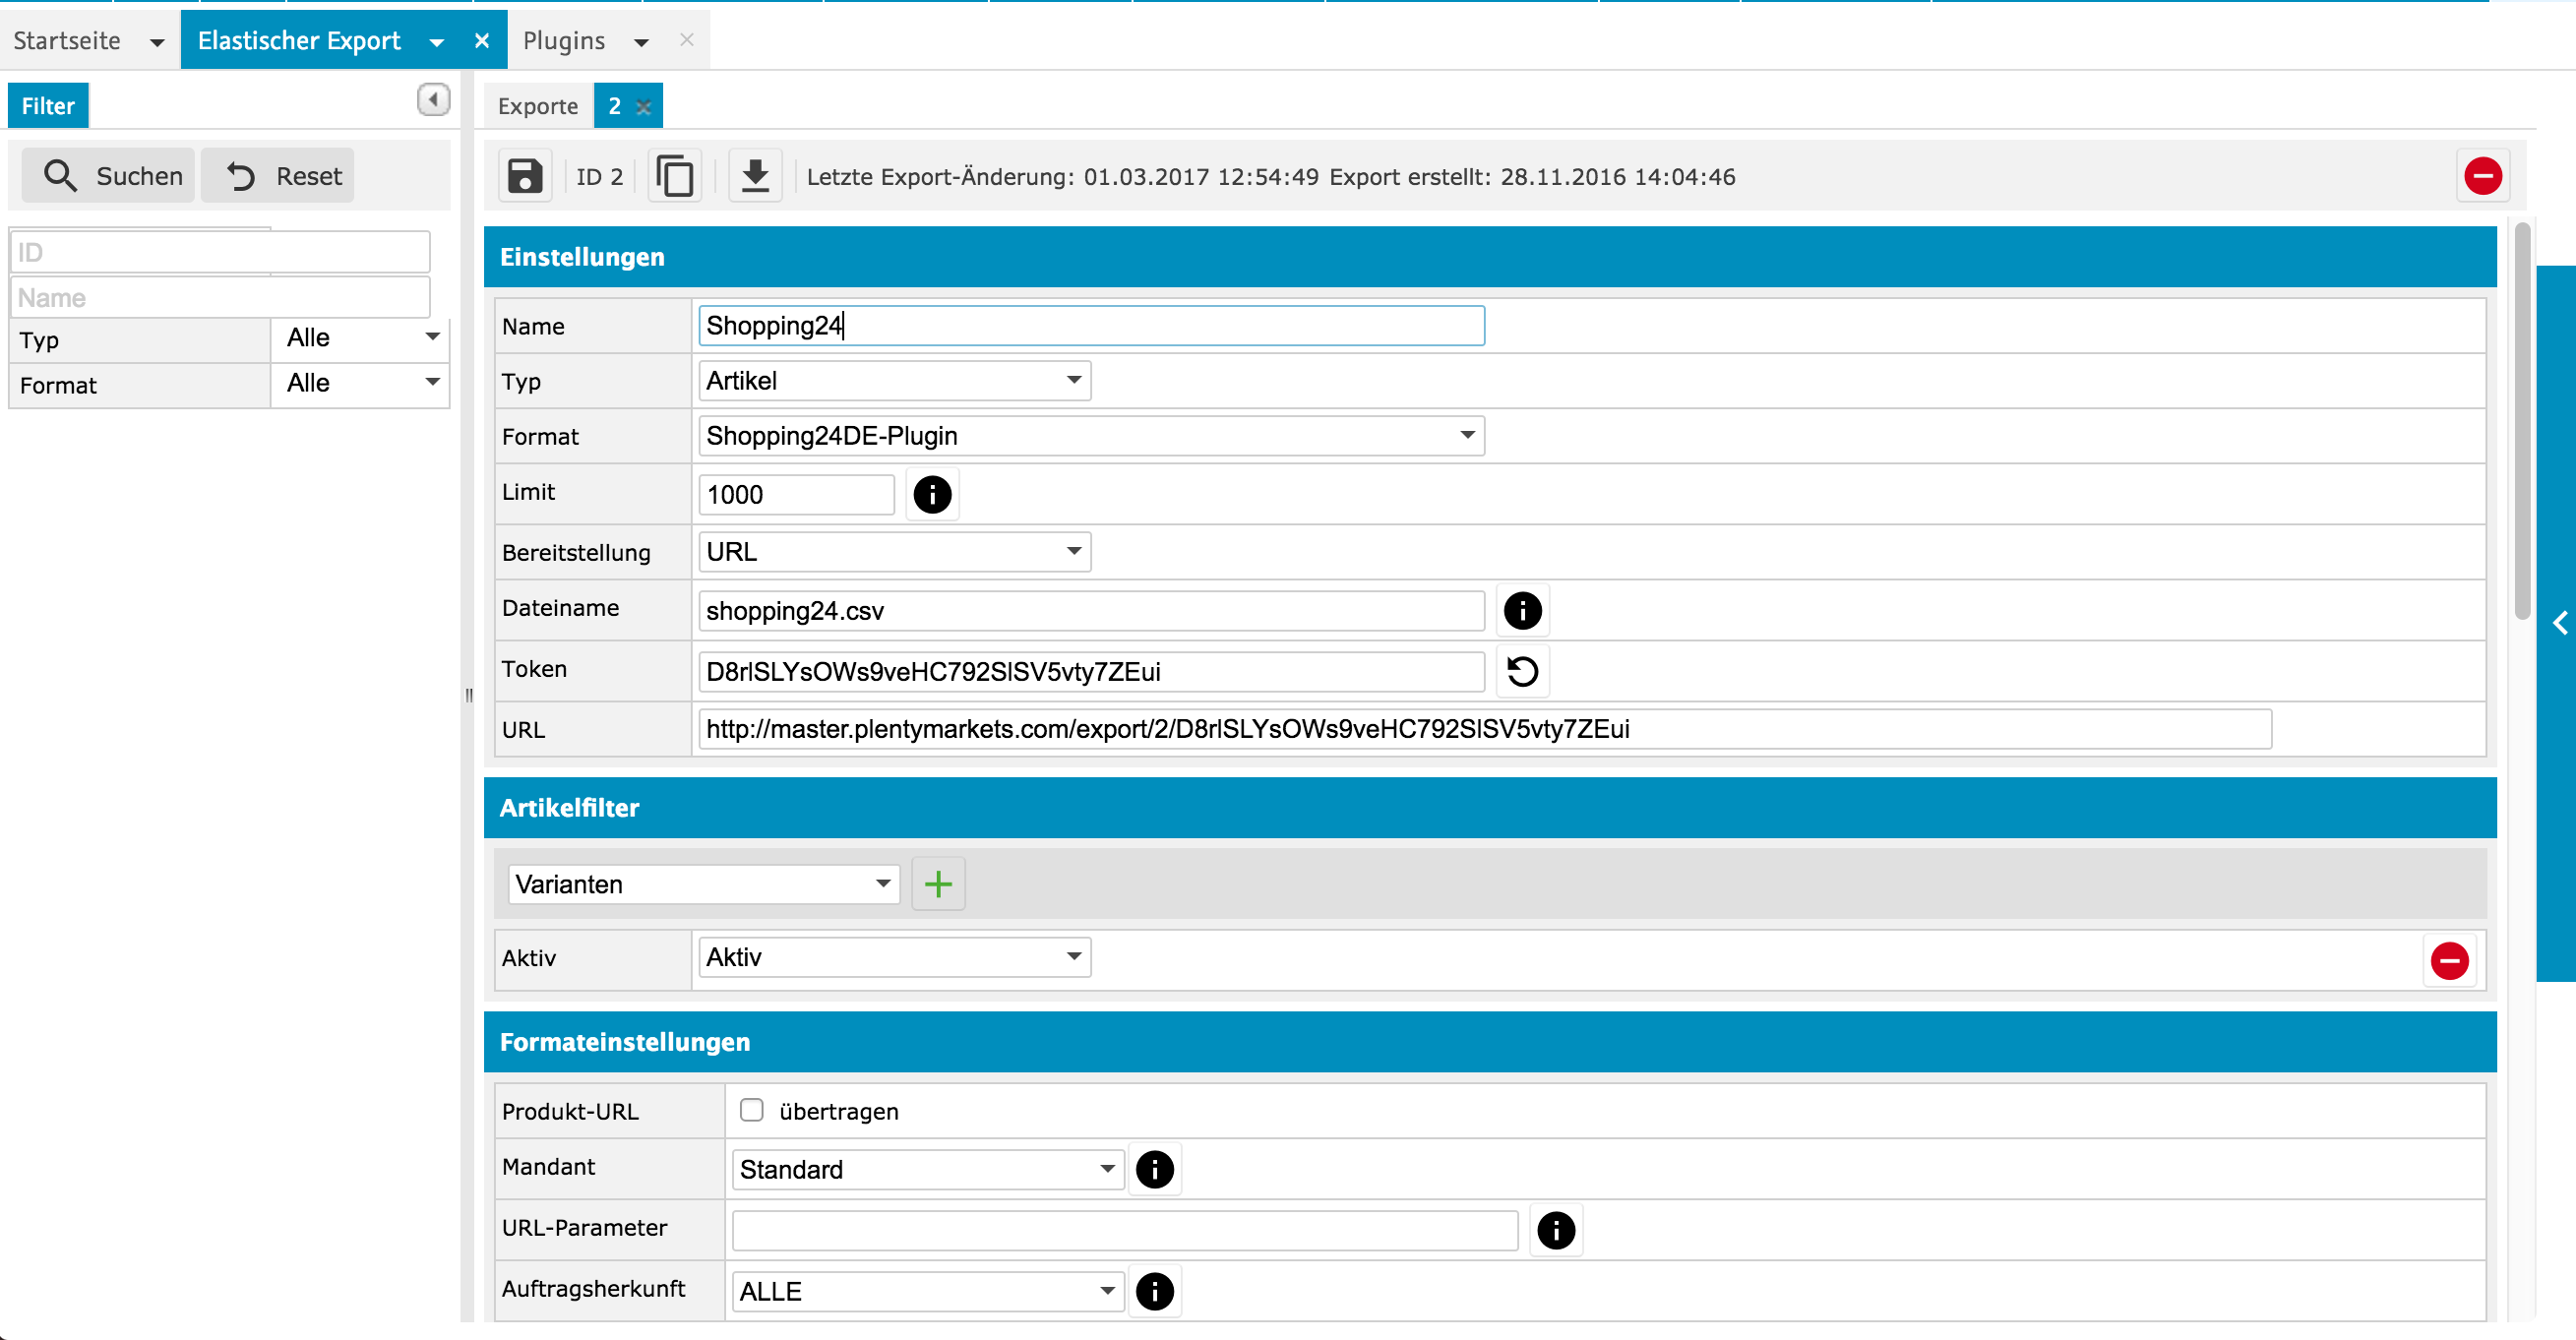 Startseite Elastischer Export Plugins
Filter
Suchen Reset
ID
Name
Typ Alle
Format Alle
Exporte 2
ID 2 Letzte Export-Änderung: 01.03.2017 12:54:49 Export erstellt: 28.11.2016 14:04:46
Einstellungen
Name Shopping24
Typ Artikel
Format Shopping24DE-Plugin
Limit 1000
Bereitstellung URL
Dateiname shopping24.csv
Token D8rlSLYsOWs9veHC792SlSV5vty7ZEui
URL http://master.plentymarkets.com/export/2/D8rlSLYsOWs9veHC792SlSV5vty7ZEui
Artikelfilter
Varianten
Aktiv Aktiv
Formateinstellungen
Produkt-URL übertragen
Mandant Standard
URL-Parameter
Auftragsherkunft ALLE